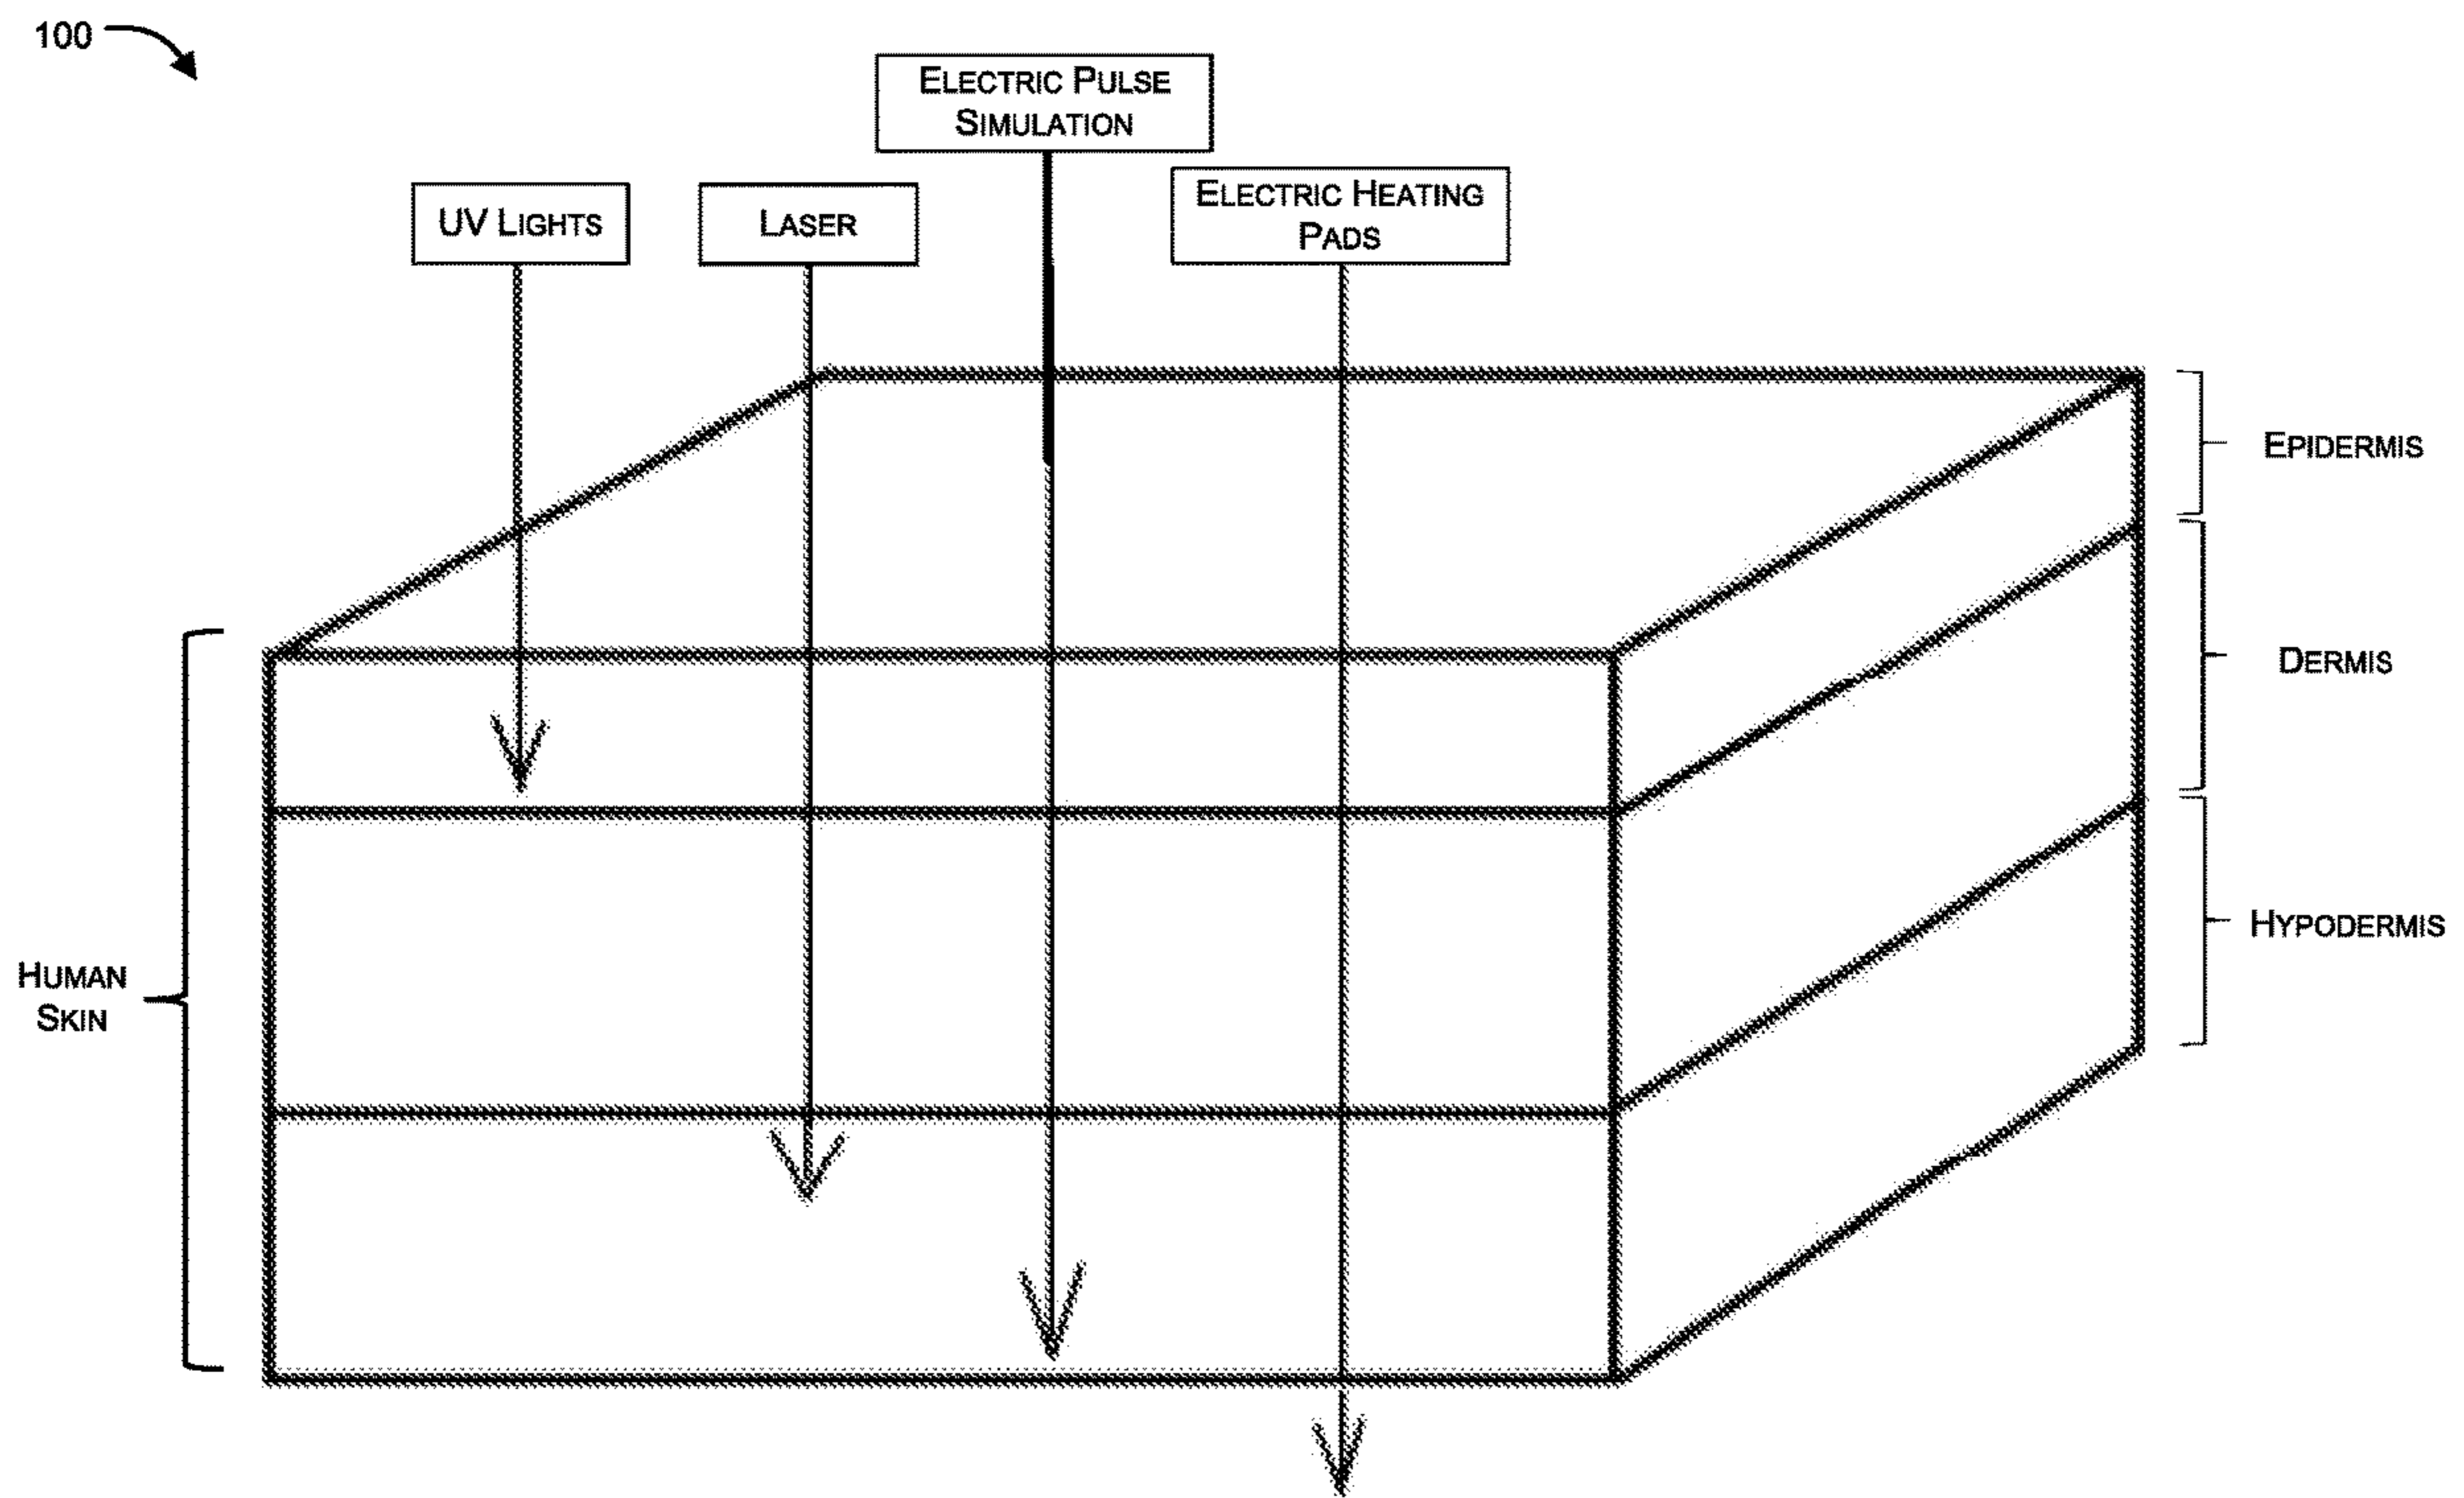 100
ELECTRIC PULSE
SIMULATION
UV LIGHTS
LASER
ELECTRIC HEATING
PADS
EPIDERMIS
DERMIS
HYPODERMIS
HUMAN
SKIN